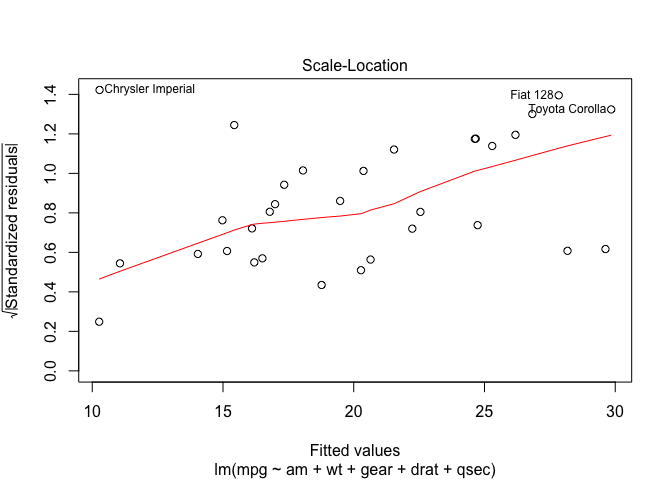 Scale-Location
√|Standardized residuals|
1.4
1.2
1.0
0.8
0.6
0.4
0.2
0.0
Chrysler Imperial
Fiat 128
Toyota Corolla
10 15 20 25 30
Fitted values
lm(mpg ~ am + wt + gear + drat + qsec)